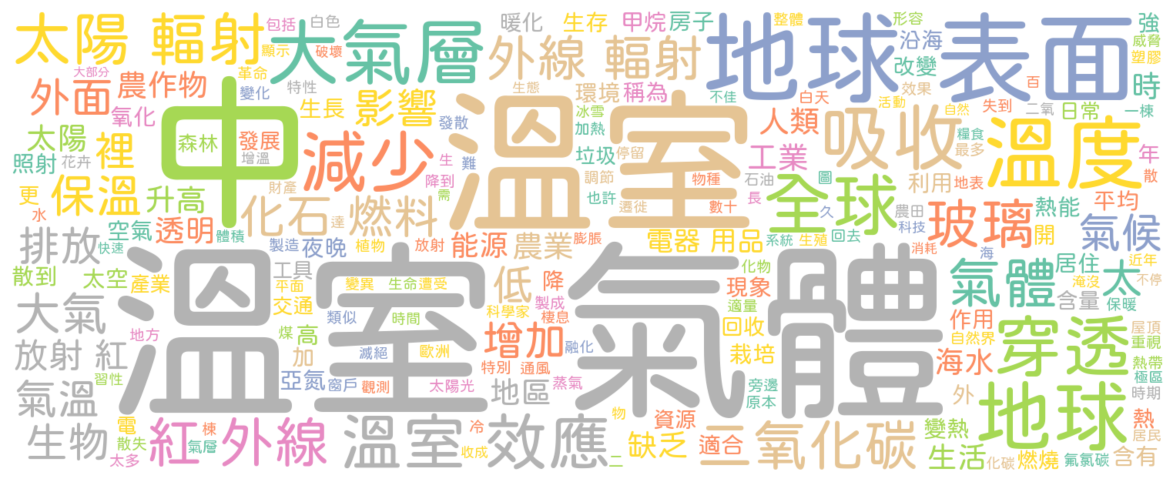 太陽 輻射
包括
白色
暖化
生存
甲烷
房子
整體
形容
沿海
強
顯示
破壞
大氣層
外線 輻射
地球 表面
威脅
塑膠
大部分
革命
農作物
變化
特性
外面
生態
環境
稱為
不佳
改變
效果
時
氧化
生長
影響
冰雪
白天
活動
自然
百
失到
二氧
日常
一棟
太陽
中
森林
發展
增溫
發散
加熱
人類
吸收
溫度
糧食
最多
照射
花卉
裡
減少
生
難
溫室
垃圾
停留
工業
年
散
保溫
更
升高
財產
降到
需
調節
物種
石油
圖
全球
利用
地表
平均
水
空氣
透明
體積
化石 燃料
達
也許
遷徙
數十
長
久
農田
科技
玻璃
熱能
開
氣候
排放
快速
製造
夜晚
植物
放射
能源
農業
膨脹
電器 用品
系統
生殖
回去
消耗
海
居住
近年
散到
太空
產業
工具
平面
交通
變異
生命
遭受
低
降
製成
棲息
化物
現象
適量
氣體
太
淹沒
不停
保暖
含量
大氣
煤
高
類似
時間
科學家
溫室氣體
回收
作用
自然界
穿透
屋頂
重視
放射 紅
地方
加
滅絕
歐洲
增加
融化
特別
通風
栽培
海水
熱帶
極區
氣溫
習性
亞氮
窗戶
觀測
太陽光
地區
蒸氣
旁邊
原本
外
地球
時期
生物
電
散失
太多
棟
氣層
紅 外線
溫室 效應
冷
收成
物
二
資源
缺乏
適合
二氧化碳
變熱
生活
化碳
燃燒
氟氯碳
熱
居民
含有